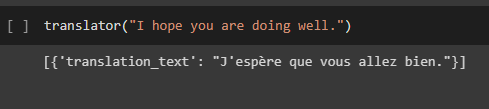 [ ] translator("I hope you are doing well.")
[{'translation_text': "J'espère que vous allez bien."}]